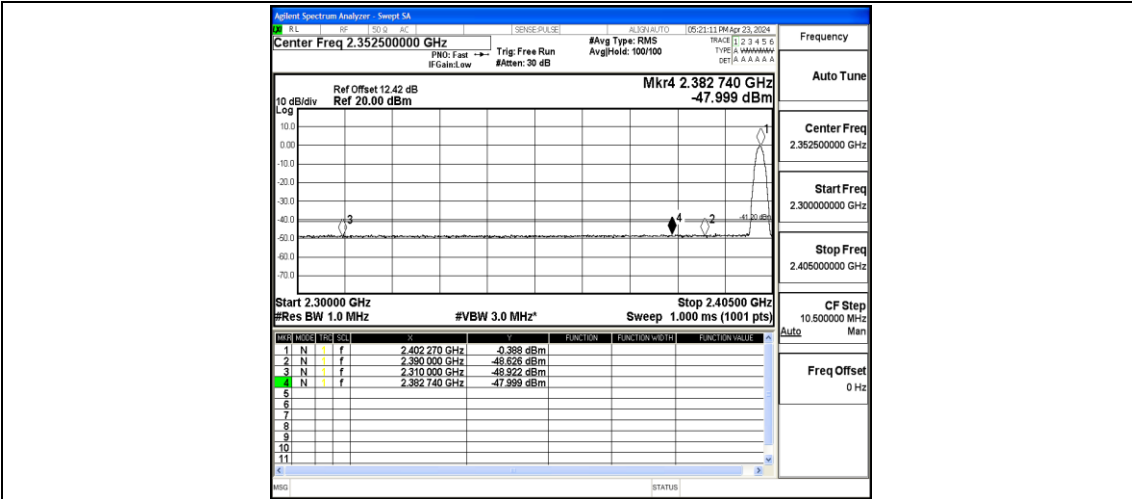 Agilent Spectrum Analyzer - Swept SA
RL RF 50 Ω AC SENSE:PULSE ALIGN AUTO 05:21:11 PM Apr 23, 2024
Center Freq 2.352500000 GHz
PNO: Fast
IFGain:Low
Trig: Free Run
#Atten: 30 dB
#Avg Type: RMS
Avg|Hold: 100/100
TRACE 1 2 3 4 5 6
TYPE A WWWWW
DET A A A A A A
Frequency
Mkr4 2.382 740 GHz
-47.999 dBm
Ref Offset 12.42 dB
10 dB/div Ref 20.00 dBm
Log
10.0
0.00
-10.0
-20.0
-30.0
-40.0
-50.0
-60.0
-70.0
1
3
4
2
-41.20 dBm
Start 2.30000 GHz Stop 2.40500 GHz
#Res BW 1.0 MHz #VBW 3.0 MHz* Sweep 1.000 ms (1001 pts)
MKR MODE TRC SCL X Y FUNCTION FUNCTION WIDTH FUNCTION VALUE
1 N 1 f 2.402 270 GHz -0.388 dBm
2 N 1 f 2.390 000 GHz -48.626 dBm
3 N 1 f 2.310 000 GHz -48.922 dBm
4 N 1 f 2.382 740 GHz -47.999 dBm
5
6
7
8
9
10
11
MSG STATUS
Auto Tune
Center Freq
2.352500000 GHz
Start Freq
2.300000000 GHz
Stop Freq
2.405000000 GHz
CF Step
10.500000 MHz
Auto Man
Freq Offset
0 Hz